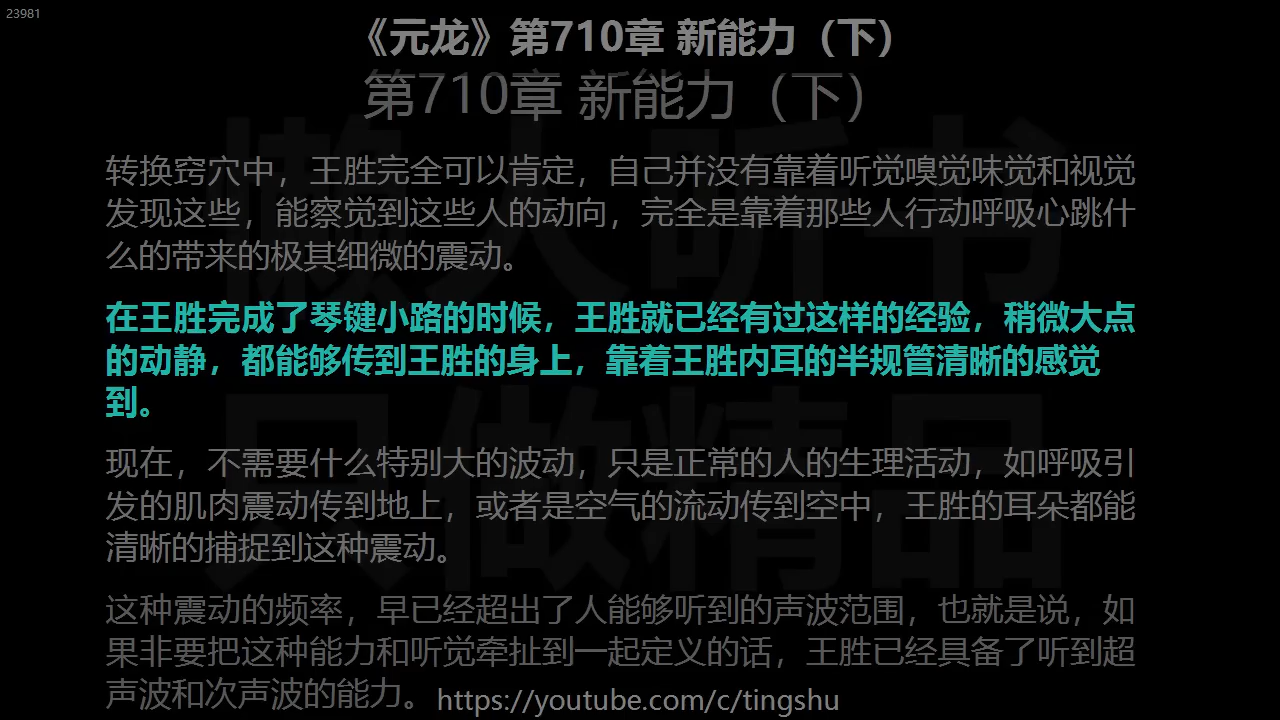 23981
《元龙》第710章 新能力（下）
第710章 新能力（下）
转换窍穴中，王胜完全可以肯定，自己并没有靠着听觉嗅觉味觉和视觉
发现这些，能察觉到这些人的动向，完全是靠着那些人行动呼吸心跳什
么的带来的极其细微的震动。
在王胜完成了琴键小路的时候，王胜就已经有过这样的经验，稍微大点
的动静，都能够传到王胜的身上，靠着王胜内耳的半规管清晰的感觉
到。
现在，不需要什么特别大的波动，只是正常的人的生理活动，如呼吸引
发的肌肉震动传到地上，或者是空气的流动传到空中，王胜的耳朵都能
清晰的捕捉到这种震动。
这种震动的频率，早已经超出了人能够听到的声波范围，也就是说，如
果非要把这种能力和听觉牵扯到一起定义的话，王胜已经具备了听到超
声波和次声波的能力。
https://youtube.com/c/tingshu
懒人听书
只做精品